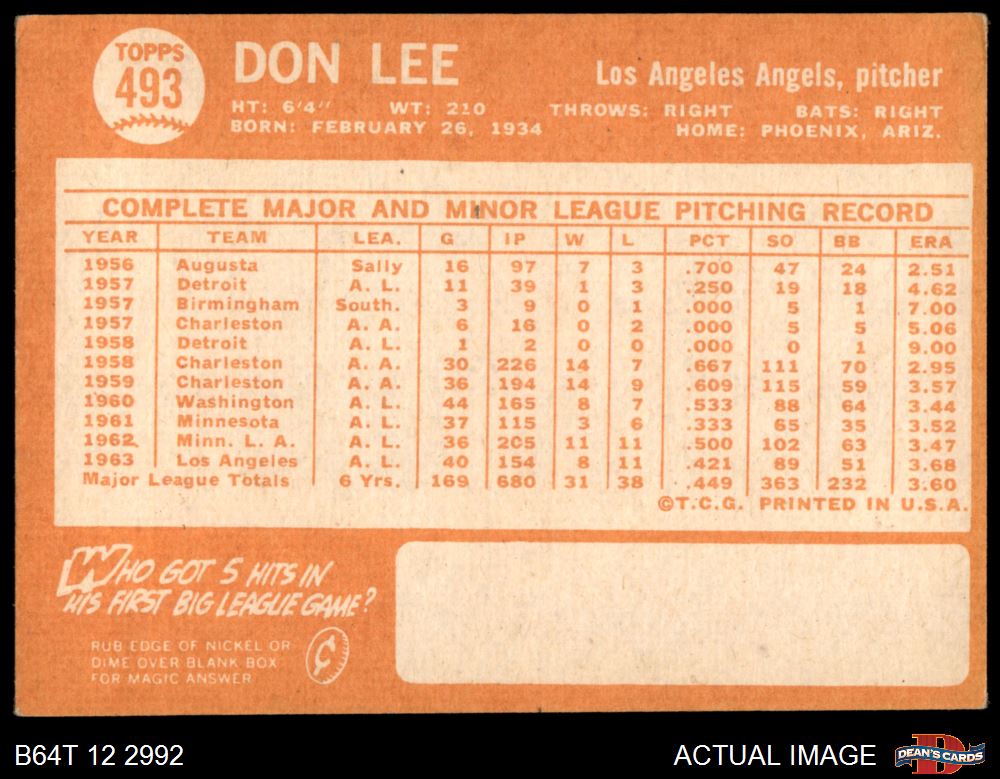 TOPPS
493
DON LEE
Los Angeles Angels, pitcher
HT: 6'4" WT: 210 THROWS: RIGHT BATS: RIGHT
BORN: FEBRUARY 26, 1934 HOME: PHOENIX, ARIZ.
COMPLETE MAJOR AND MINOR LEAGUE PITCHING RECORD
YEAR TEAM LEA. G IP W L PCT SO BB ERA
1956 Augusta Sally 16 97 7 3 .700 47 24 2.51
1957 Detroit A. L. 11 39 1 3 .250 19 18 4.62
1957 Birmingham South. 3 9 0 1 .000 5 1 7.00
1957 Charleston A. A. 6 16 0 2 .000 5 5 5.06
1958 Detroit A. L. 1 2 0 0 .000 0 1 9.00
1958 Charleston A. A. 30 226 14 7 .667 111 70 2.95
1959 Charleston A. A. 36 194 14 9 .609 115 59 3.57
1960 Washington A. L. 44 165 8 7 .533 88 64 3.44
1961 Minnesota A. L. 37 115 3 6 .333 65 35 3.52
1962 Minn. L. A. A. L. 36 205 11 11 .500 102 63 3.47
1963 Los Angeles A. L. 40 154 8 11 .421 89 51 3.68
Major League Totals 6 Yrs. 169 680 31 38 .449 363 232 3.60
©T.C.G. PRINTED IN U.S.A.
WHO GOT 5 HITS IN
HIS FIRST BIG LEAGUE GAME?
RUB EDGE OF NICKEL OR
DIME OVER BLANK BOX
FOR MAGIC ANSWER
¢
B64T 12 2992
ACTUAL IMAGE
DEAN'S CARDS